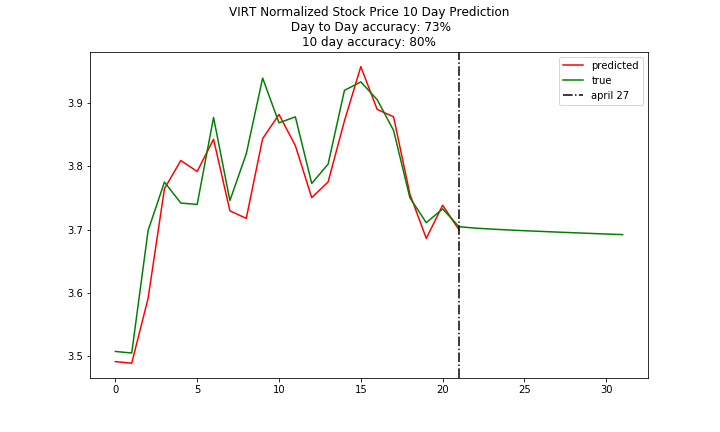 VIRT Normalized Stock Price 10 Day Prediction
Day to Day accuracy: 73%
10 day accuracy: 80%
predicted
true
april 27
3.9
3.8
3.7
3.6
3.5
0 5 10 15 20 25 30